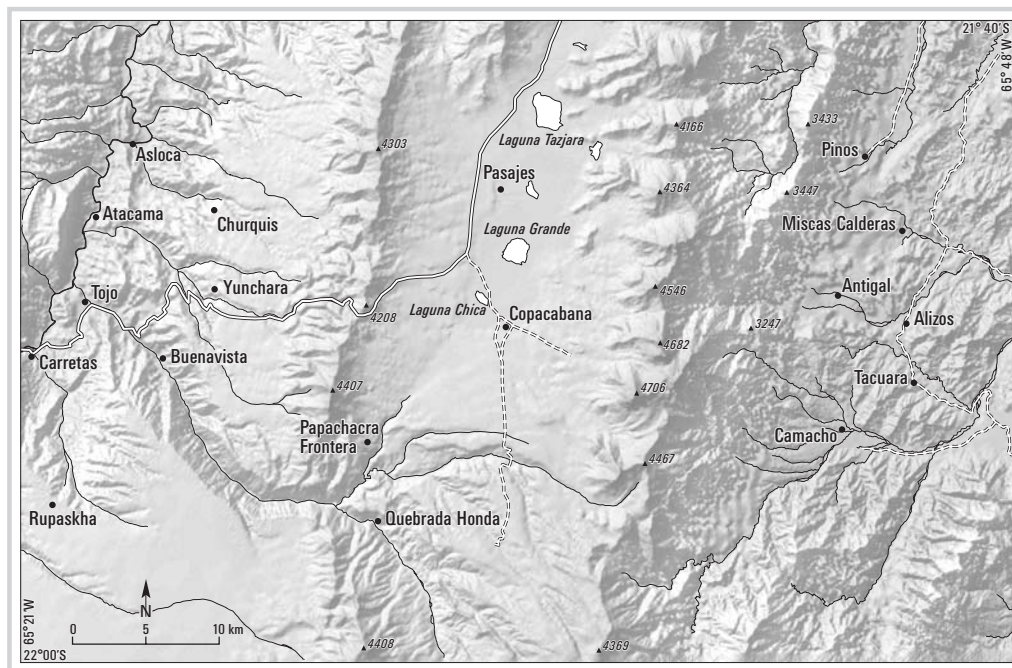 21° 40'S
65° 48'W
4166
3433
Laguna Tazjara
4303
Asloca
Pinos
Pasajes
4364
3447
Atacama
Churquis
Laguna Grande
Miscas Calderas
Yunchara
4546
Antigal
Tojo
Laguna Chica
4208
Copacabana
3247
Alizos
4682
Carretas
Buenavista
4407
4706
Tacuara
Papachacra
Frontera
Camacho
4467
Rupaskha
Quebrada Honda
N
0 5 10 km
65° 21'W
22° 00'S
4408
4369